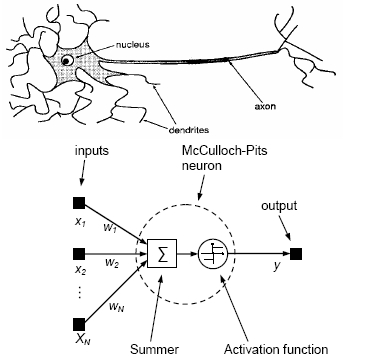 nucleus
axon
dendrites
inputs
McCulloch-Pits
neuron
output
x1
w1
x2
w2
Σ
y
⋮
wN
XN
Summer
Activation function